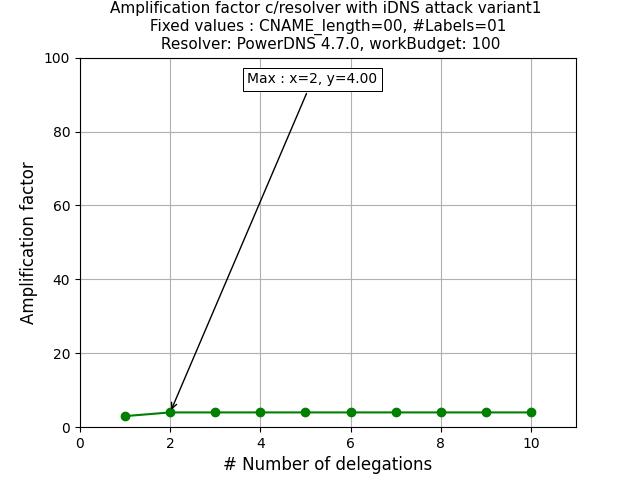 Amplification factor c/resolver with iDNS attack variant1
Fixed values : CNAME_length=00, #Labels=01
Resolver: PowerDNS 4.7.0, workBudget: 100
Max : x=2, y=4.00
100
80
60
40
20
0
Amplification factor
0 2 4 6 8 10
# Number of delegations